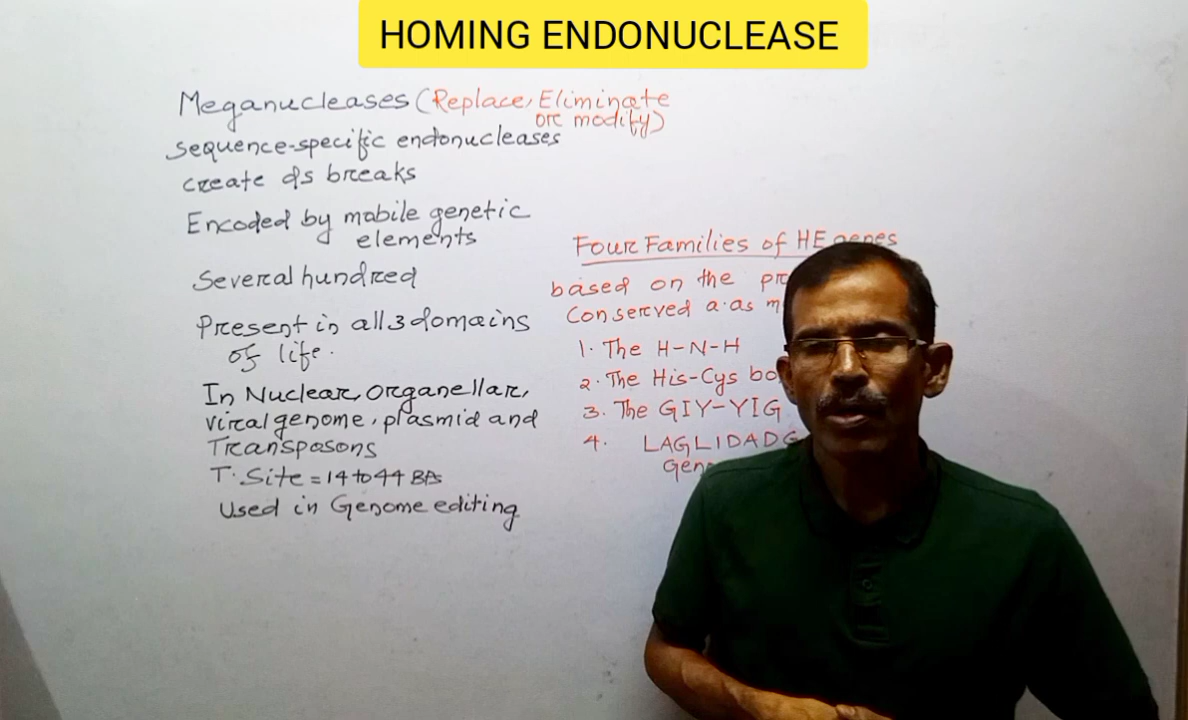 HOMING ENDONUCLEASE
Meganucleases (Replace, Eliminate
or modify)
sequence-specific endonucleases
create ds breaks
Encoded by mobile genetic
elements
Several hundred
Present in all 3 domains
of life.
In Nuclear, Organellar,
viral genome, plasmid and
Transposons
T. Site = 14 to 44 BPs
Used in Genome editing
Four Families of HE genes
based on the
Conserved a.as
1. The H-N-H
2. The His-Cys
3. The GIY-YIG
4. LAGLIDADG